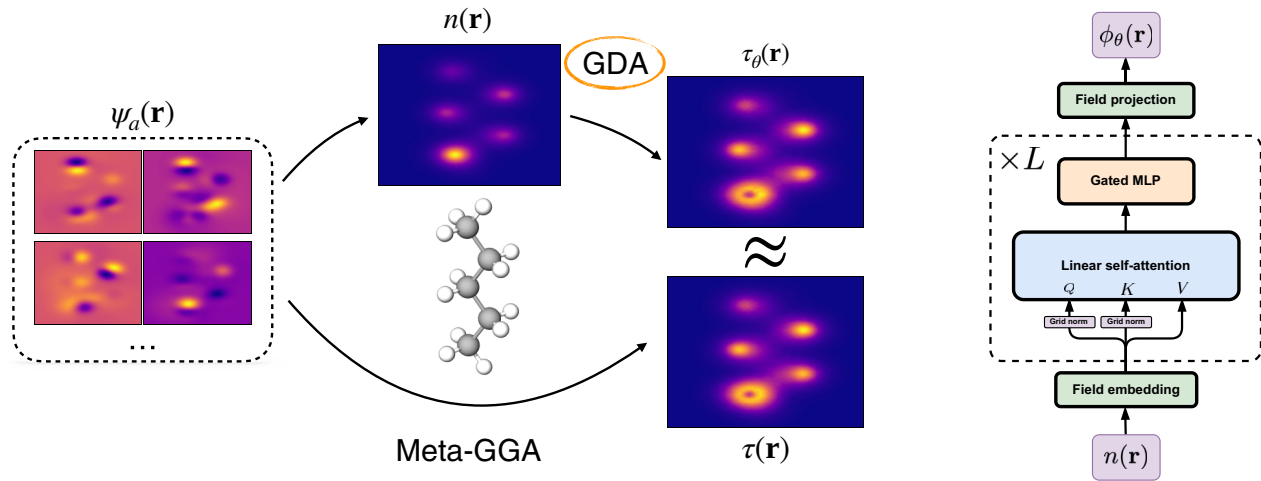 n(r)
GDA
τ_θ(r)
ψ_a(r)
...
≈
Meta-GGA
τ(r)
ϕ_θ(r)
Field projection
×L
Gated MLP
Linear self-attention
Q K V
Grid norm Grid norm
Field embedding
n(r)